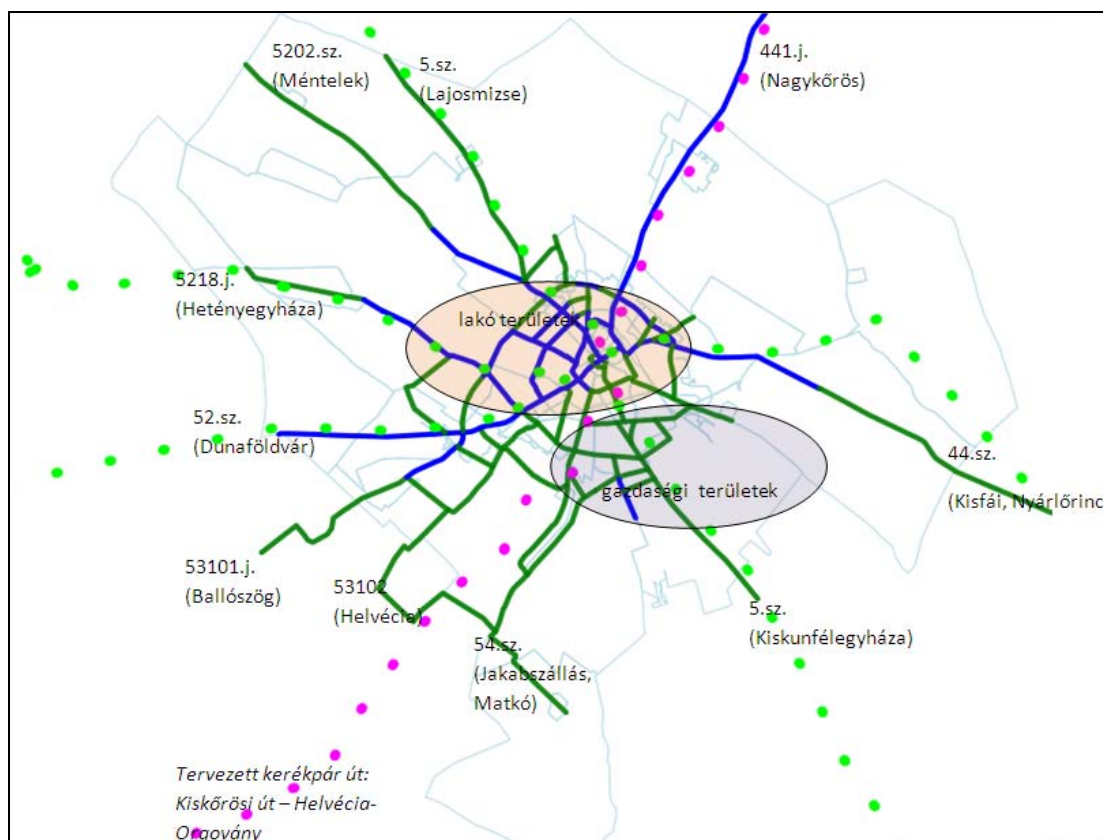 5202.sz.
(Méntelek)
5.sz.
(Lajosmizse)
441.j.
(Nagykőrös)
5218.j.
(Hetényegyháza)
lakó területek
52.sz.
(Dunaföldvár)
44.sz.
(Kisfái, Nyárlőrinc
gazdasági területek
53101.j.
(Ballószög)
53102
(Helvécia)
5.sz.
(Kiskunfélegyháza)
54.sz.
(Jakabszállás,
Matkó)
Tervezett kerékpár út:
Kiskőrösi út – Helvécia-
Orgovány